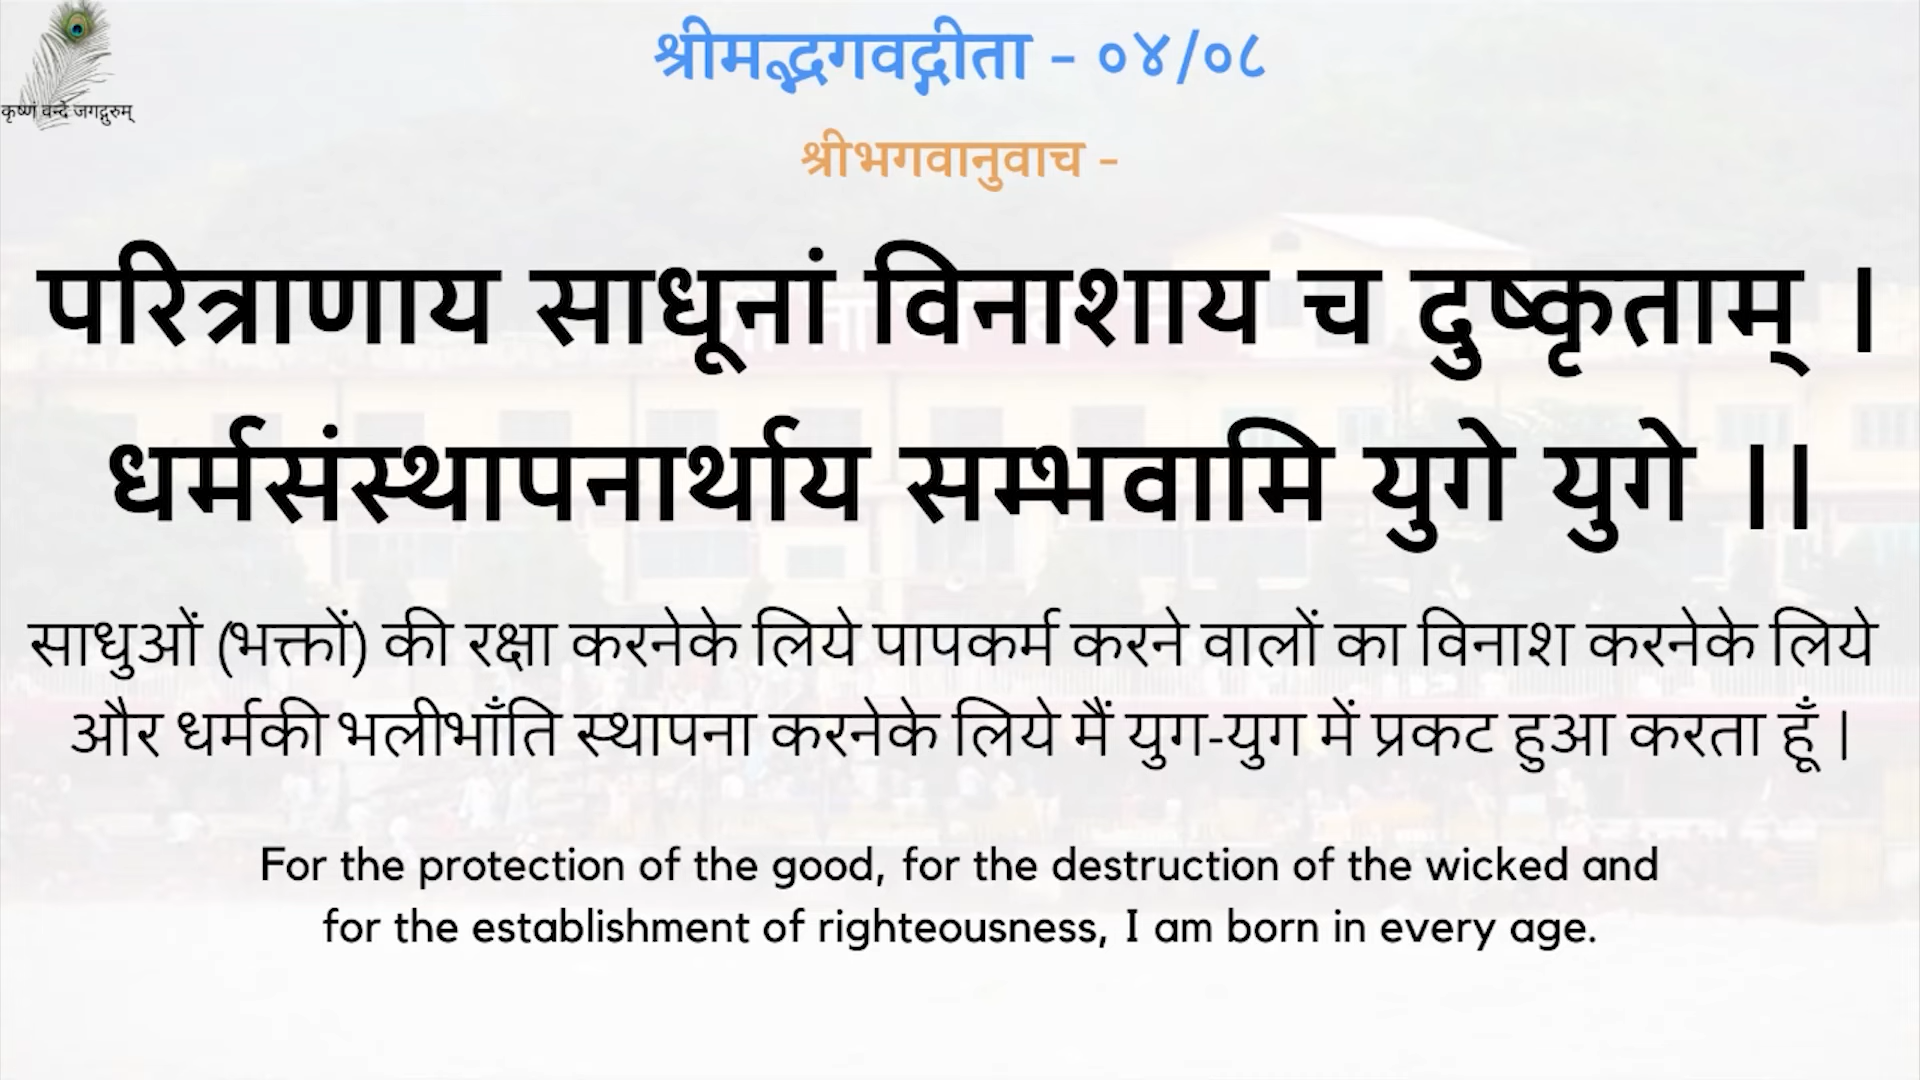 श्रीमद्भगवद्गीता - ०४/०८
कृष्णं वन्दे जगद्गुरुम्
श्रीभगवानुवाच -
परित्राणाय साधूनां विनाशाय च दुष्कृताम् ।
धर्मसंस्थापनार्थाय सम्भवामि युगे युगे ।।
साधुओं (भक्तों) की रक्षा करनेके लिये पापकर्म करने वालों का विनाश करनेके लिये
और धर्मकी भलीभाँति स्थापना करनेके लिये मैं युग-युग में प्रकट हुआ करता हूँ |
For the protection of the good, for the destruction of the wicked and
for the establishment of righteousness, I am born in every age.